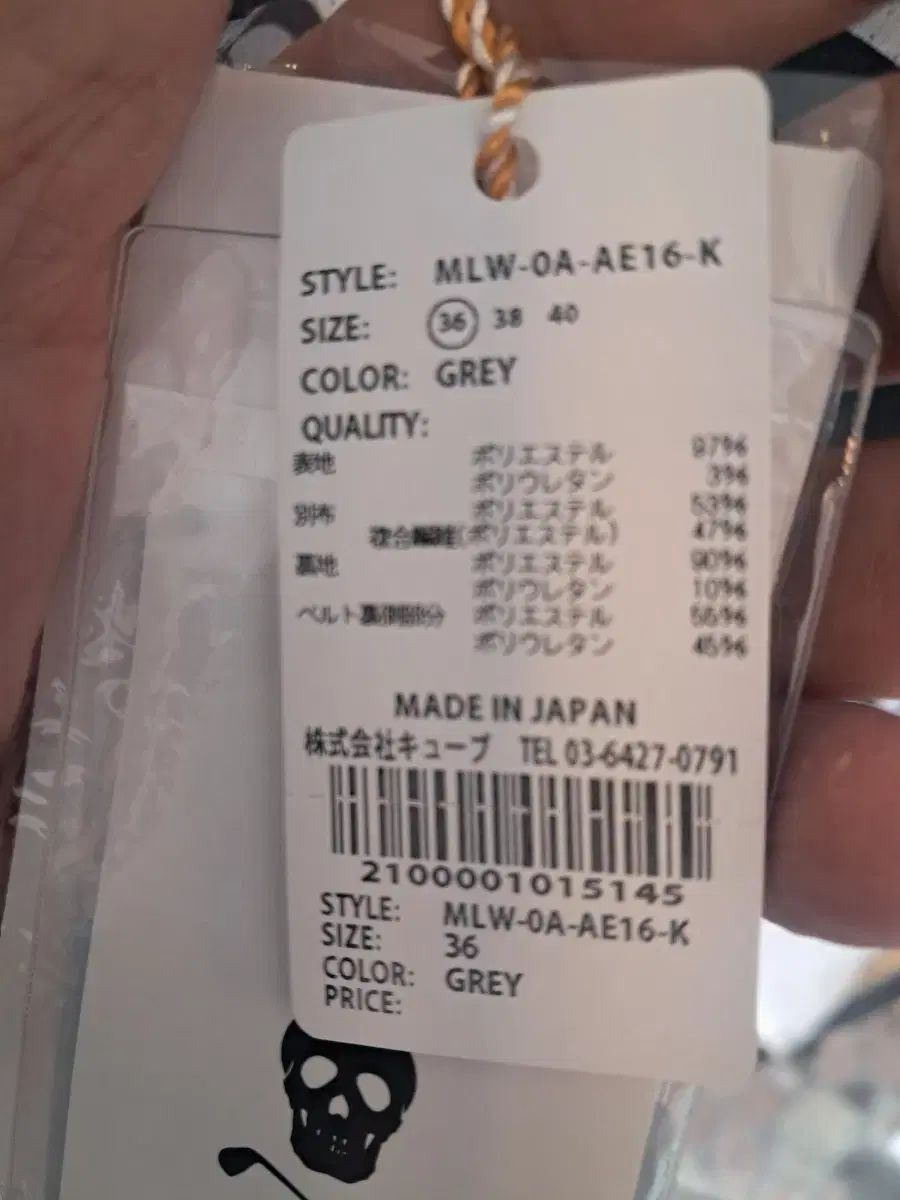 STYLE: MLW-0A-AE16-K
SIZE: 36 38 40
COLOR: GREY
QUALITY:
表地 ポリエステル 97%
ポリウレタン 3%
別布 ポリエステル 53%
複合繊維(ポリエステル) 47%
裏地 ポリエステル 90%
ポリウレタン 10%
ベルト裏側部分 ポリエステル 55%
ポリウレタン 45%
MADE IN JAPAN
株式会社キューブ TEL 03-6427-0791
2100001015145
STYLE: MLW-0A-AE16-K
SIZE: 36
COLOR: GREY
PRICE: